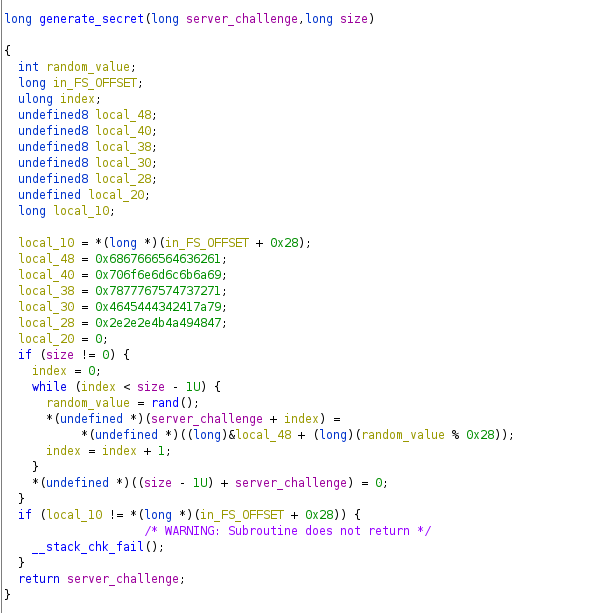 long generate_secret(long server_challenge,long size)
{
int random_value;
long in_FS_OFFSET;
ulong index;
undefined8 local_48;
undefined8 local_40;
undefined8 local_38;
undefined8 local_30;
undefined8 local_28;
undefined local_20;
long local_10;
local_10 = *(long *)(in_FS_OFFSET + 0x28);
local_48 = 0x6867666564636261;
local_40 = 0x706f6e6d6c6b6a69;
local_38 = 0x7877767574737271;
local_30 = 0x4645444342417a79;
local_28 = 0x2e2e2e4b4a494847;
local_20 = 0;
if (size != 0) {
index = 0;
while (index < size - 1U) {
random_value = rand();
*(undefined *)(server_challenge + index) =
*(undefined *)((long)&local_48 + (long)(random_value % 0x28));
index = index + 1;
}
*(undefined *)((size - 1U) + server_challenge) = 0;
}
if (local_10 != *(long *)(in_FS_OFFSET + 0x28)) {
/* WARNING: Subroutine does not return */
__stack_chk_fail();
}
return server_challenge;
}